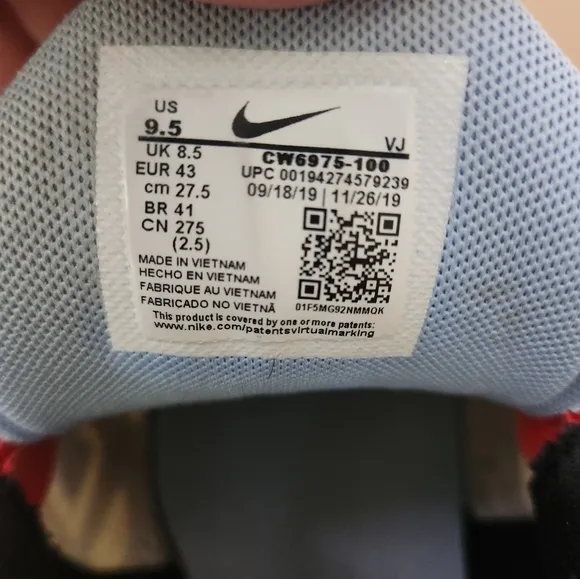 US
9.5
VJ
UK 8.5
CW6975-100
EUR 43
UPC 00194274579239
cm 27.5
09/18/19 | 11/26/19
BR 41
CN 275
(2.5)
MADE IN VIETNAM
HECHO EN VIETNAM
FABRIQUE AU VIETNAM
FABRICADO NO VIETNÃ
01F5MG92NMMQK
This product is covered by one or more patents:
www.nike.com/patentsvirtualmarking